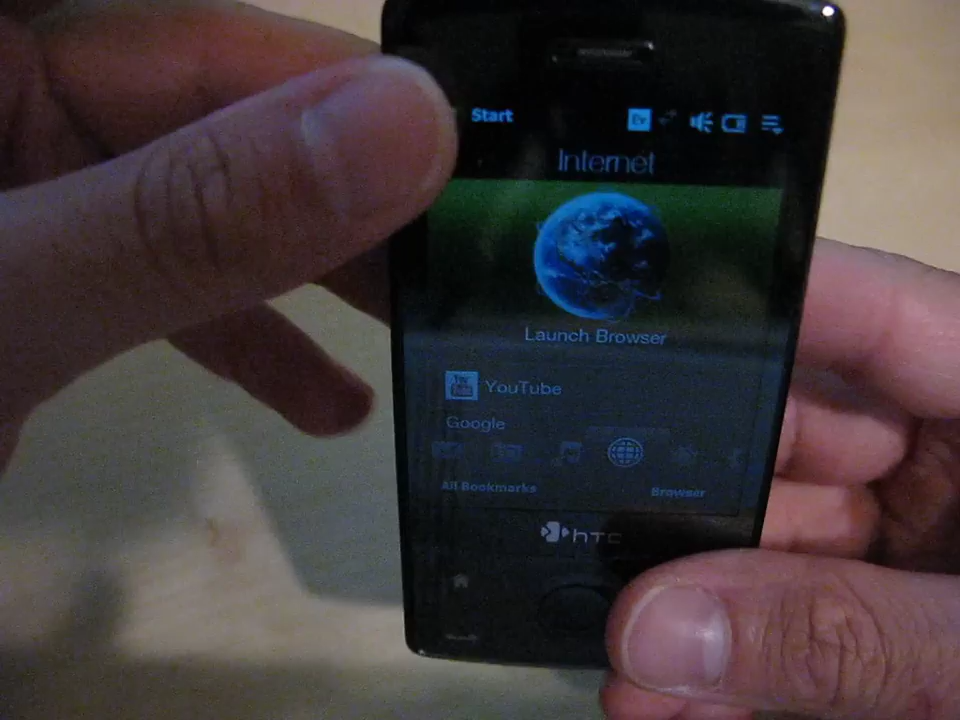 Start
Internet
Launch Browser
YouTube
Google
All Bookmarks
Browser
hTC